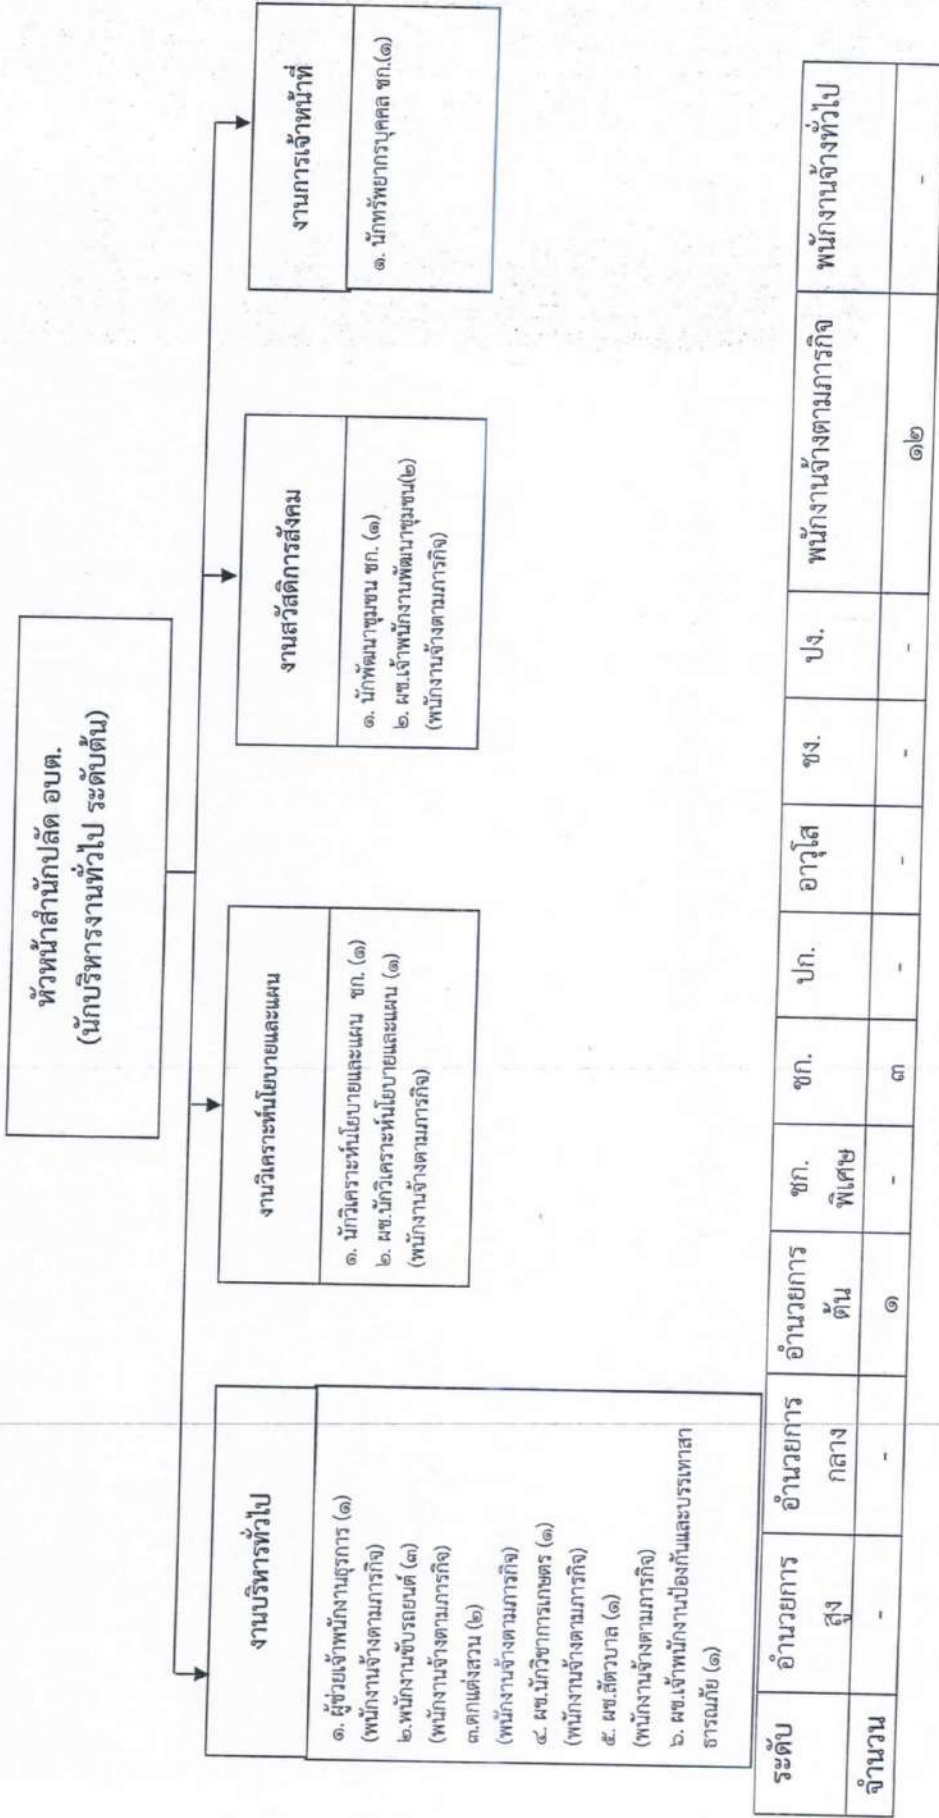 หัวหน้าสำนักปลัด อบต.
(นักบริหารงานทั่วไป ระดับต้น)
งานบริหารทั่วไป
๑. ผู้ช่วยเจ้าพนักงานธุรการ (๑)
(พนักงานจ้างตามภารกิจ)
๒.พนักงานขับรถยนต์ (๓)
(พนักงานจ้างตามภารกิจ)
๓.ตกแต่งสวน (๒)
(พนักงานจ้างตามภารกิจ)
๔. ผช.นักวิชาการเกษตร (๑)
(พนักงานจ้างตามภารกิจ)
๕. ผช.สัตวบาล (๑)
(พนักงานจ้างตามภารกิจ)
๖. ผช.เจ้าพนักงานป้องกันและบรรเทาสา
ธารณภัย (๑)
งานวิเคราะห์นโยบายและแผน
๑. นักวิเคราะห์นโยบายและแผน ชก. (๑)
๒. ผช.นักวิเคราะห์นโยบายและแผน (๑)
(พนักงานจ้างตามภารกิจ)
งานสวัสดิการสังคม
๑. นักพัฒนาชุมชน ชก. (๑)
๒. ผช.เจ้าพนักงานพัฒนาชุมชน(๒)
(พนักงานจ้างตามภารกิจ)
งานการเจ้าหน้าที่
๑. นักทรัพยากรบุคคล ชก.(๑)
ระดับ อำนวยการ สูง อำนวยการ กลาง อำนวยการ ต้น ชก. พิเศษ ชก. ปก. อาวุโส ชง. ปง. พนักงานจ้างตามภารกิจ พนักงานจ้างทั่วไป
จำนวน - - ๑ - ๓ - - - - ๑๒ -